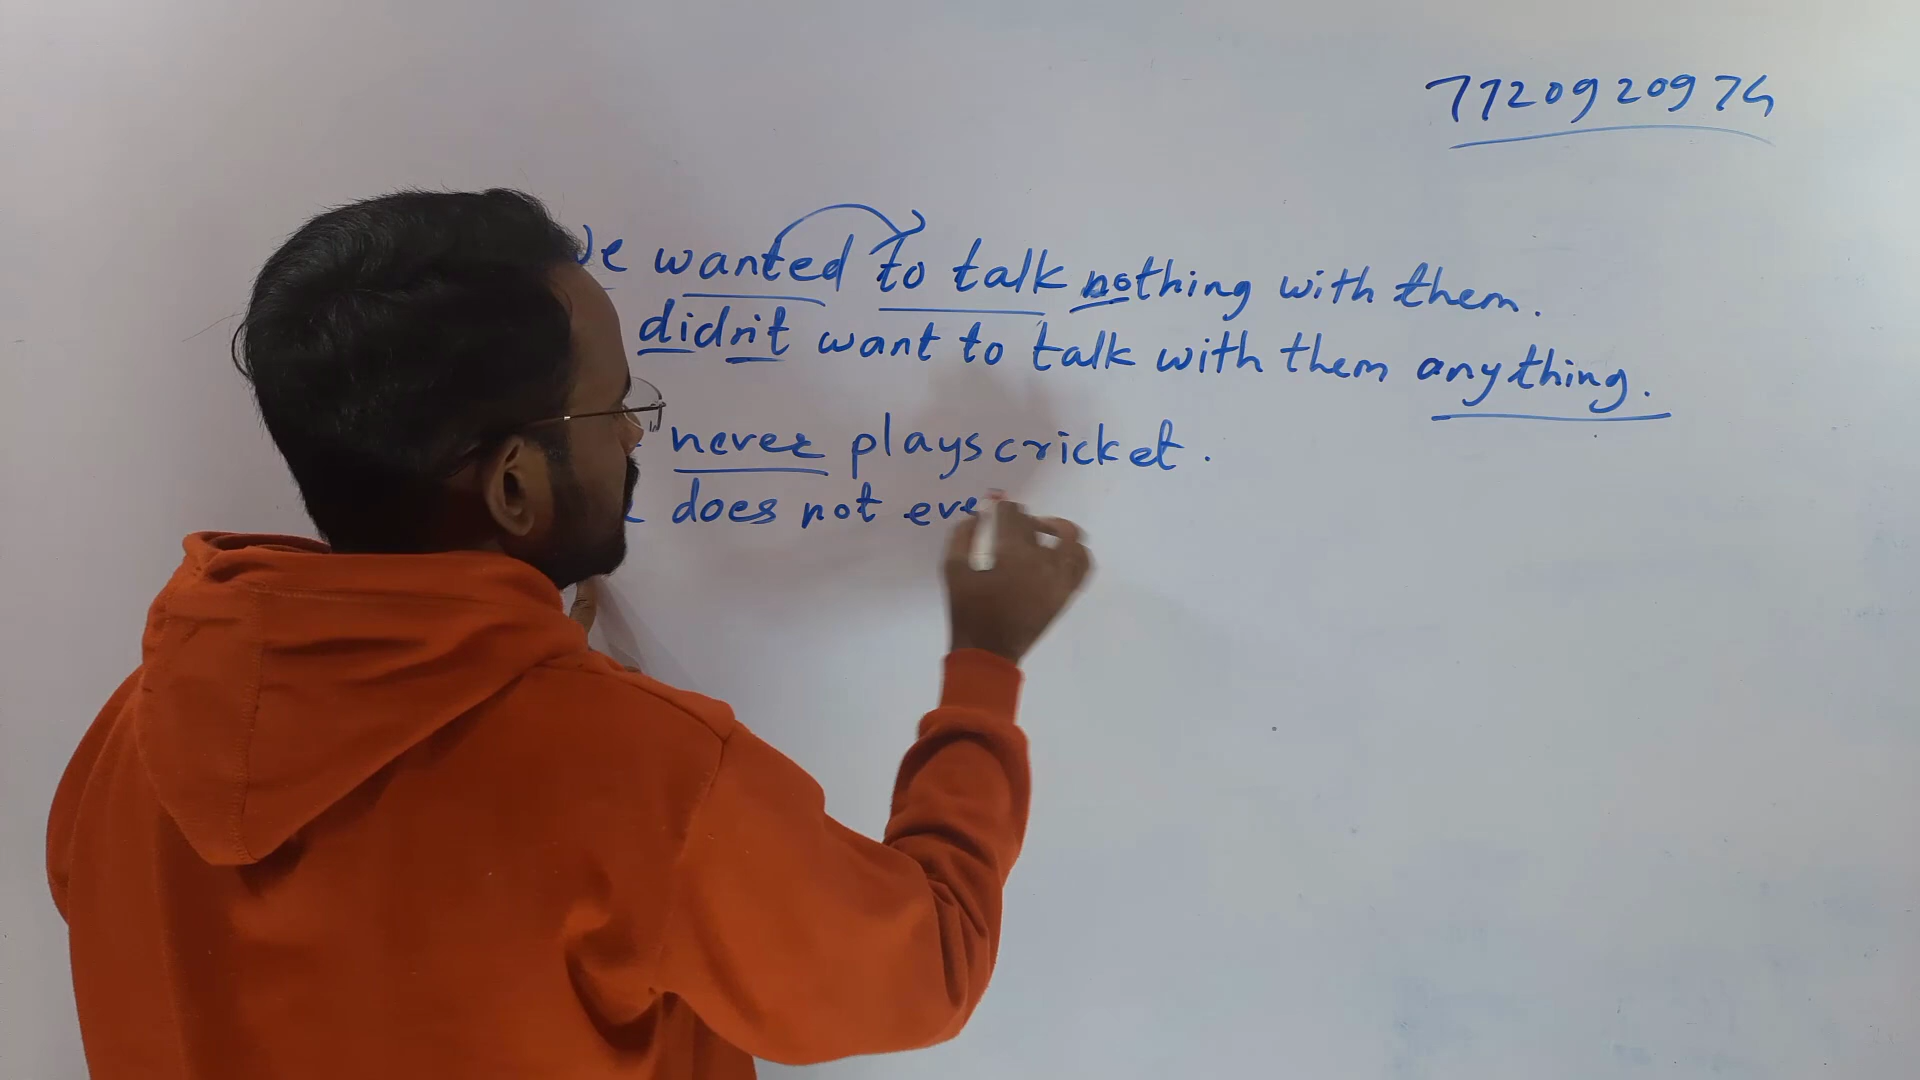 7720920974
wanted to talk nothing with them.
didn't want to talk with them anything.
never plays cricket.
does not eve